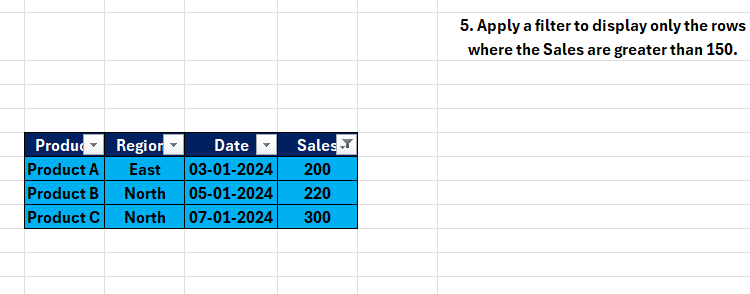 5. Apply a filter to display only the rows
where the Sales are greater than 150.
Produc Region Date Sales
Product A East 03-01-2024 200
Product B North 05-01-2024 220
Product C North 07-01-2024 300